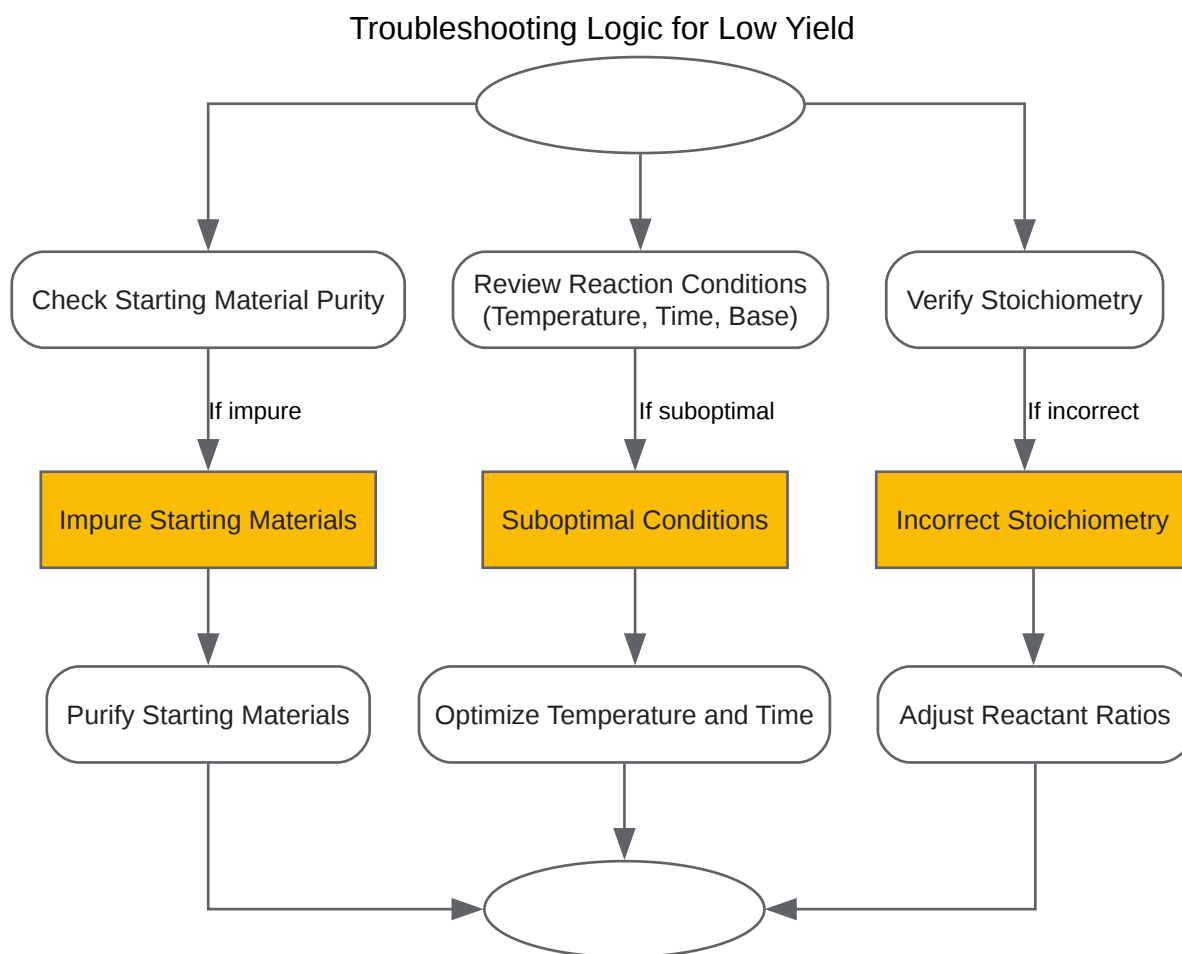 Troubleshooting Logic for Low Yield
Check Starting Material Purity
Review Reaction Conditions
(Temperature, Time, Base)
Verify Stoichiometry
If impure
If suboptimal
If incorrect
Impure Starting Materials
Suboptimal Conditions
Incorrect Stoichiometry
Purify Starting Materials
Optimize Temperature and Time
Adjust Reactant Ratios